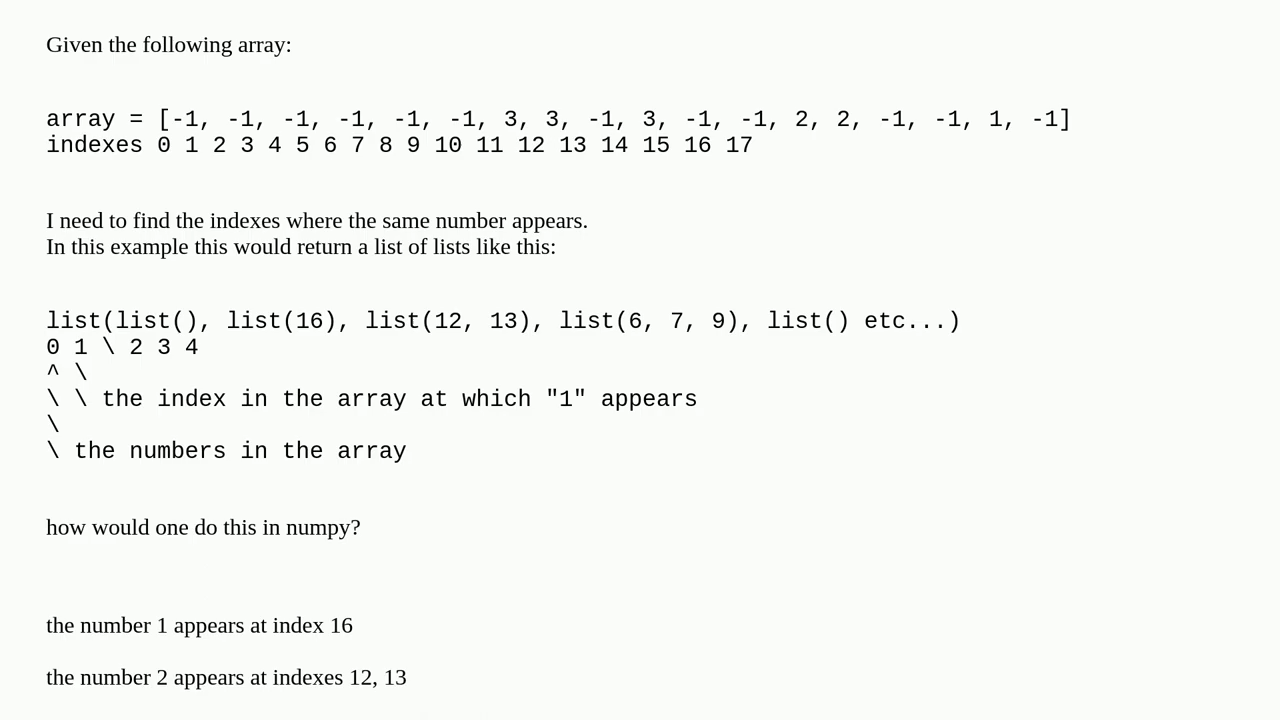 Given the following array:
array = [-1, -1, -1, -1, -1, -1, 3, 3, -1, 3, -1, -1, 2, 2, -1, -1, 1, -1]
indexes 0 1 2 3 4 5 6 7 8 9 10 11 12 13 14 15 16 17
I need to find the indexes where the same number appears.
In this example this would return a list of lists like this:
list(list(), list(16), list(12, 13), list(6, 7, 9), list() etc...)
0 1 \ 2 3 4
^ \
\ \ the index in the array at which "1" appears
\
\ the numbers in the array
how would one do this in numpy?
the number 1 appears at index 16
the number 2 appears at indexes 12, 13